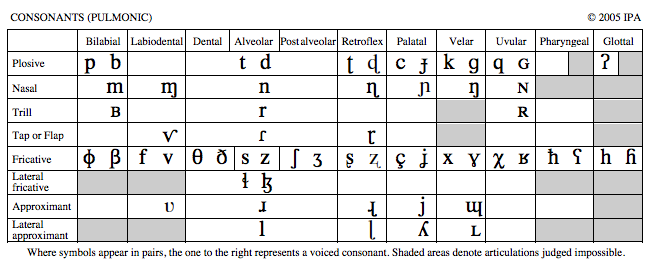 CONSONANTS (PULMONIC) © 2005 IPA
Bilabial Labiodental Dental Alveolar Postalveolar Retroflex Palatal Velar Uvular Pharyngeal Glottal
Plosive p b t d ʈ ɖ c ɟ k ɡ q ɢ ʔ
Nasal m ɱ n ɳ ɲ ŋ ɴ
Trill ʙ r ʀ
Tap or Flap ⱱ ɾ ɽ
Fricative ɸ β f v θ ð s z ʃ ʒ ʂ ʐ ç ʝ x ɣ χ ʁ ħ ʕ h ɦ
Lateral
fricative ɬ ɮ
Approximant ʋ ɹ ɻ j ɰ
Lateral
approximant l ɭ ʎ ʟ
Where symbols appear in pairs, the one to the right represents a voiced consonant. Shaded areas denote articulations judged impossible.